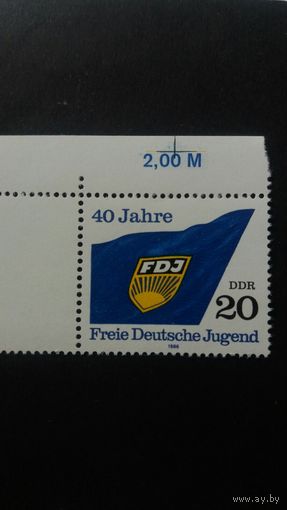 2,00 M
40 Jahre
FDJ
DDR
20
Freie Deutsche Jugend
1986
www.ay.by